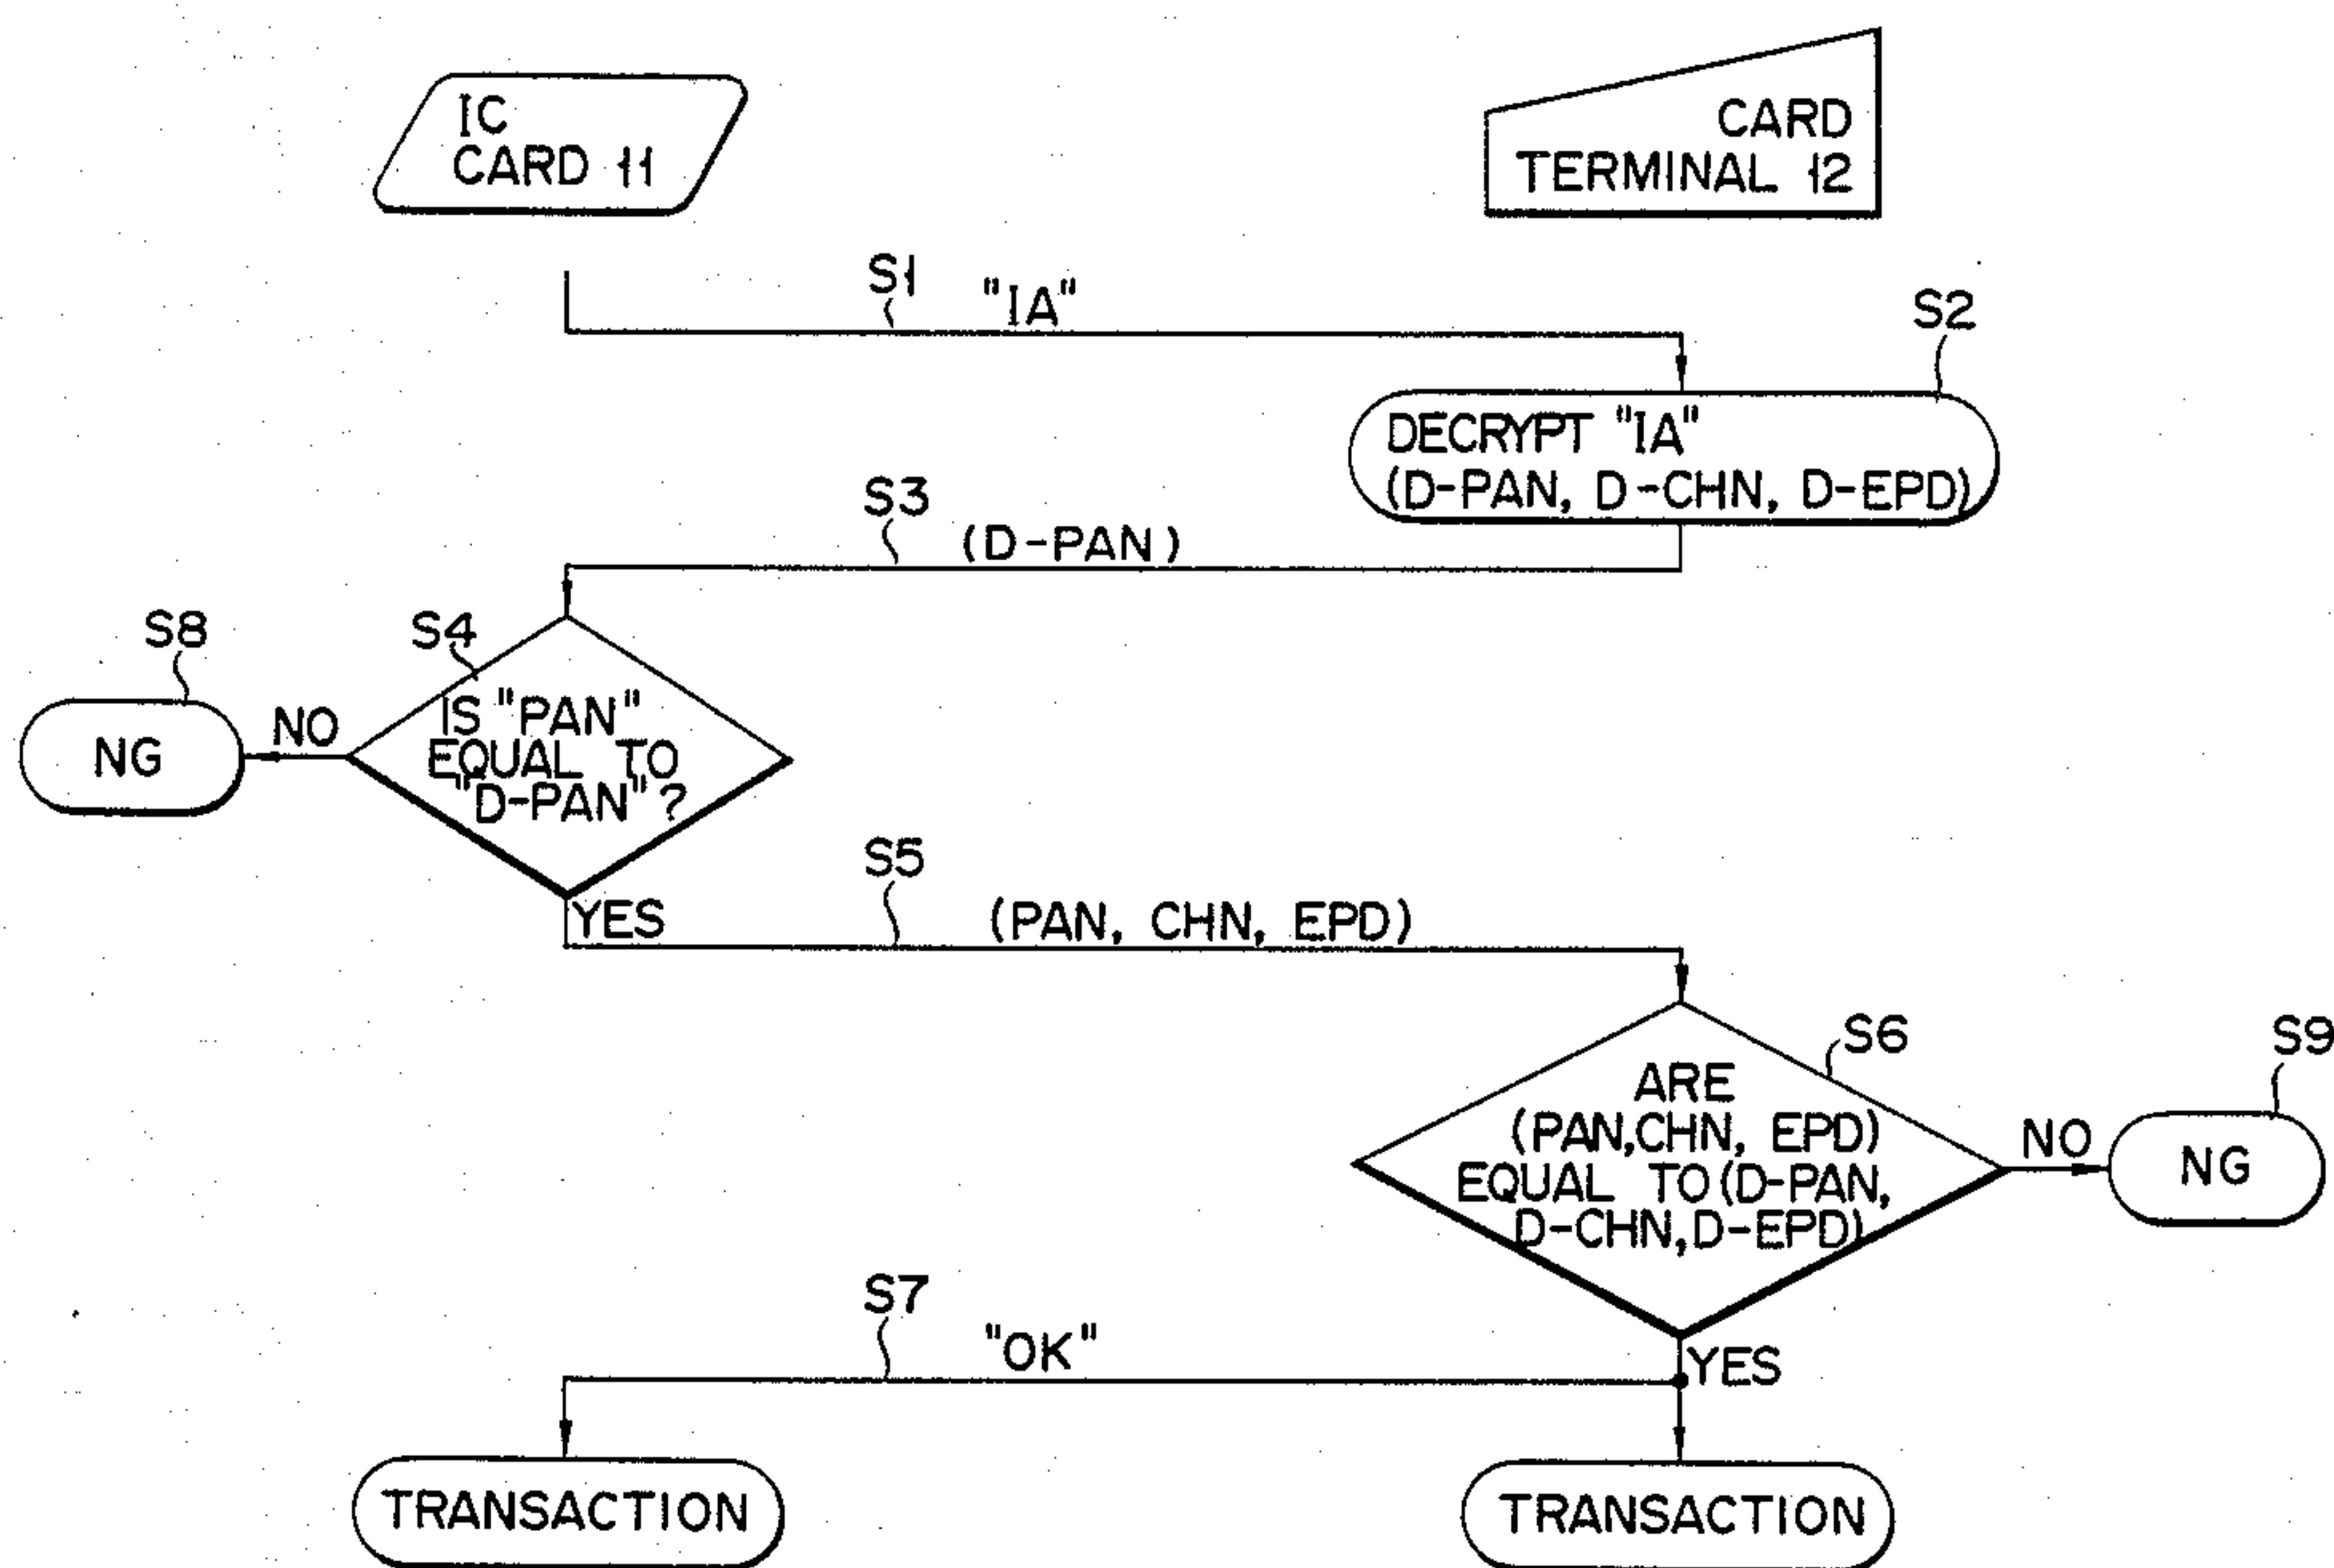 IC
CARD 11
CARD
TERMINAL 12
S1
"IA"
S2
DECRYPT "IA"
(D-PAN, D-CHN, D-EPD)
S3
(D-PAN)
S8
S4
NG
NO
IS "PAN"
EQUAL TO
"D-PAN"?
YES
S5
(PAN, CHN, EPD)
S6
S9
ARE
(PAN,CHN, EPD)
EQUAL TO (D-PAN,
D-CHN,D-EPD)
NO
NG
S7
"OK"
YES
TRANSACTION
TRANSACTION